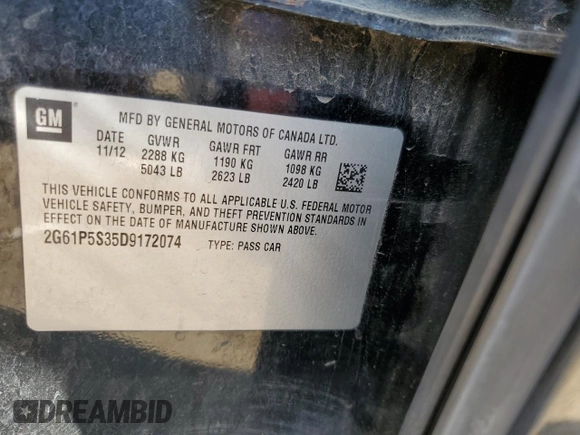 GM
MFD BY GENERAL MOTORS OF CANADA LTD.
DATE GVWR GAWR FRT GAWR RR
11/12 2288 KG 1190 KG 1098 KG
5043 LB 2623 LB 2420 LB
THIS VEHICLE CONFORMS TO ALL APPLICABLE U.S. FEDERAL MOTOR
VEHICLE SAFETY, BUMPER, AND THEFT PREVENTION STANDARDS IN
EFFECT ON THE DATE OF MANUFACTURE SHOWN ABOVE.
2G61P5S35D9172074 TYPE: PASS CAR
DREAMBID